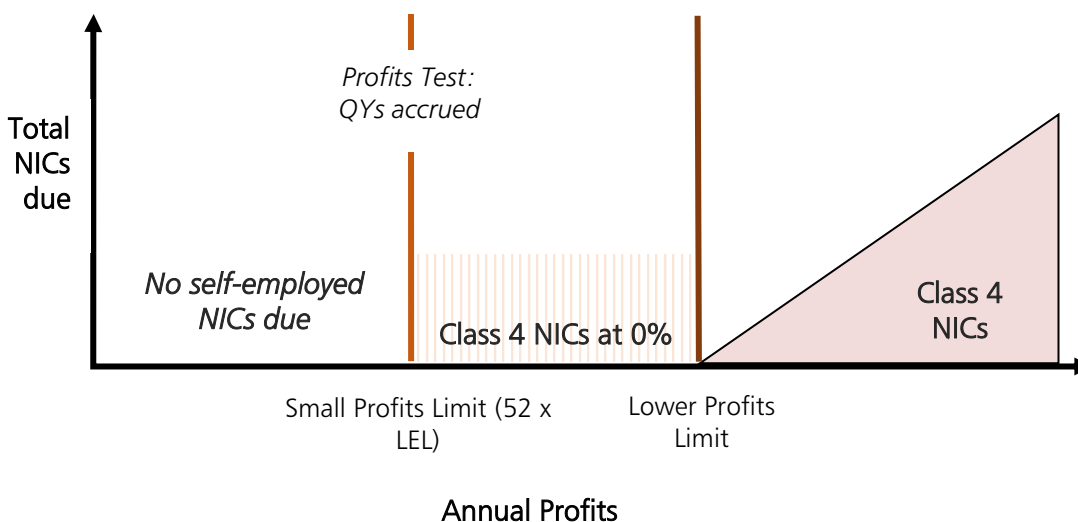 Profits Test:
QYs accrued
Total
NICs
due
No self-employed
NICs due
Class 4 NICs at 0%
Class 4
NICs
Small Profits Limit (52 x
LEL)
Lower Profits
Limit
Annual Profits